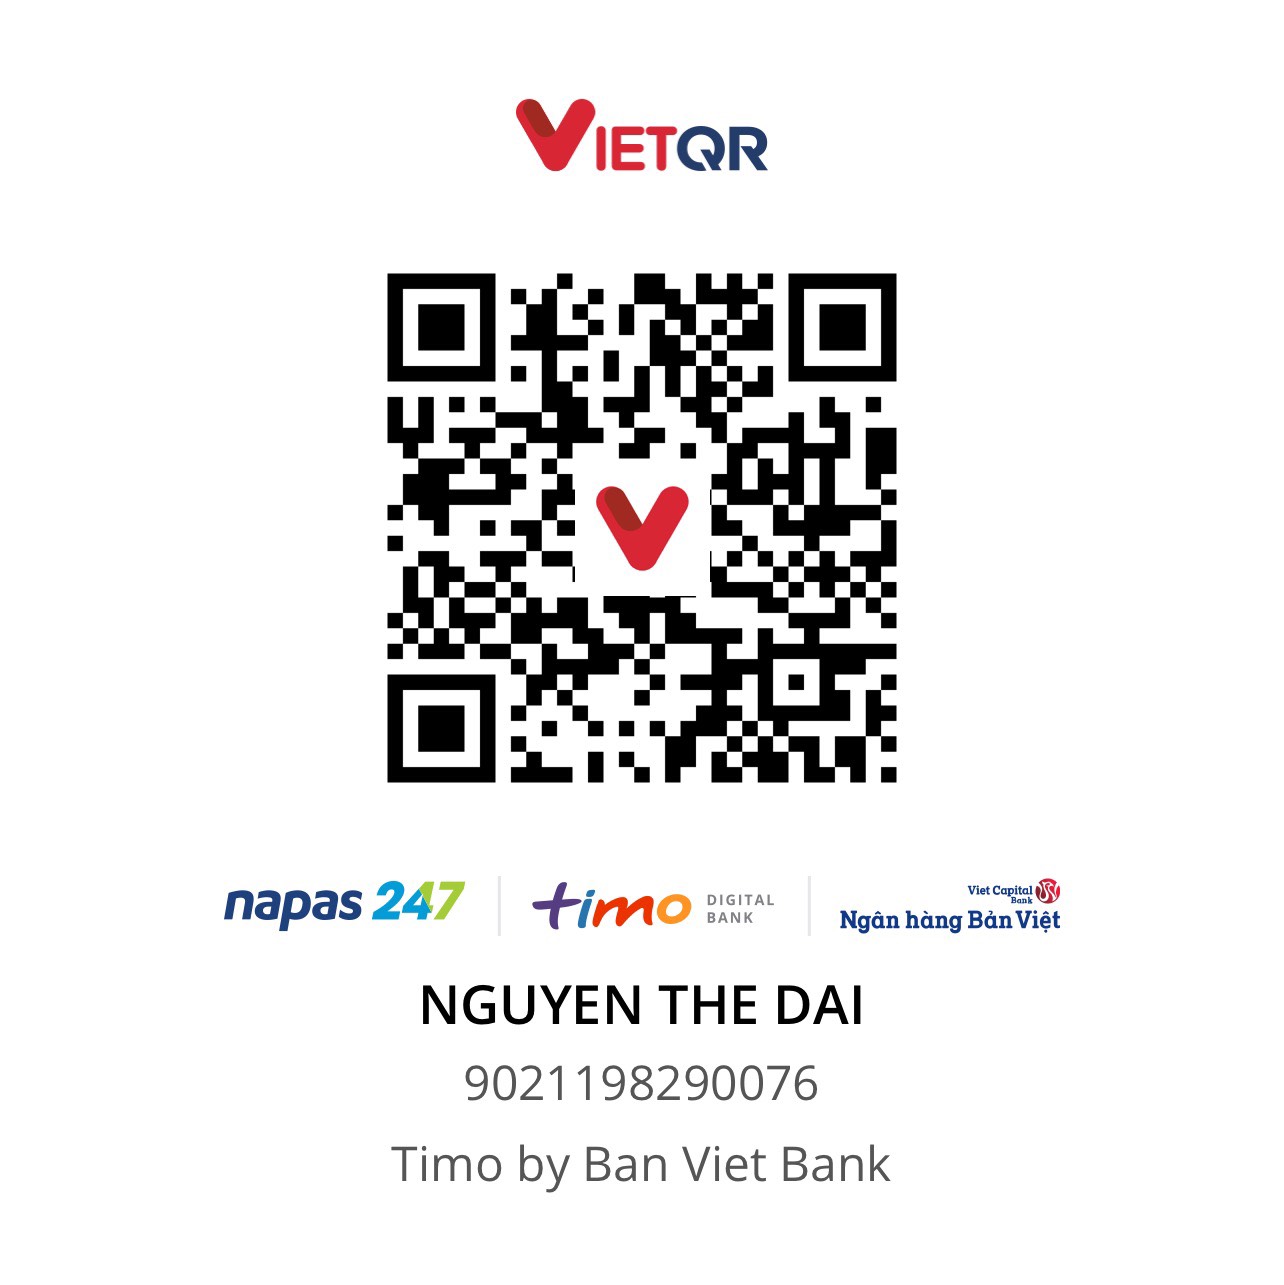 VIETQR
napas 247
timo DIGITAL BANK
Viet Capital Bank
Ngân hàng Bản Việt
NGUYEN THE DAI
9021198290076
Timo by Ban Viet Bank